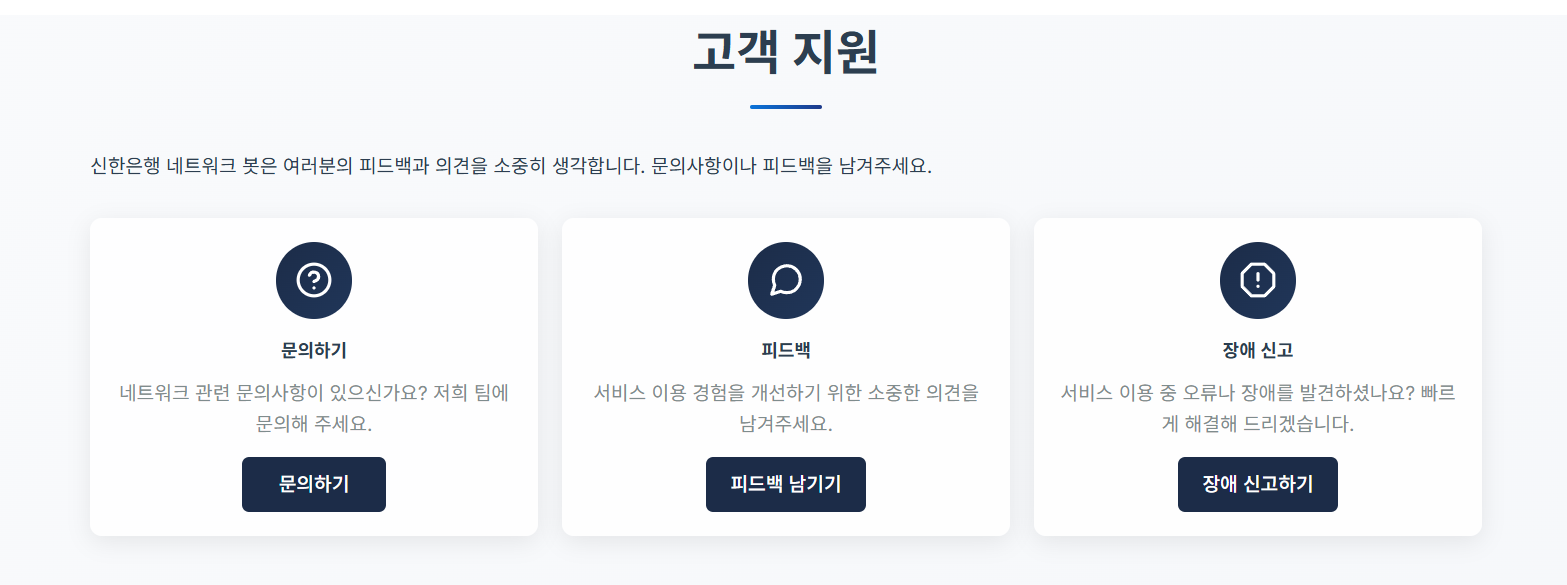 고객 지원
신한은행 네트워크 봇은 여러분의 피드백과 의견을 소중히 생각합니다. 문의사항이나 피드백을 남겨주세요.
문의하기
네트워크 관련 문의사항이 있으신가요? 저희 팀에
문의해 주세요.
문의하기
피드백
서비스 이용 경험을 개선하기 위한 소중한 의견을
남겨주세요.
피드백 남기기
장애 신고
서비스 이용 중 오류나 장애를 발견하셨나요? 빠르
게 해결해 드리겠습니다.
장애 신고하기